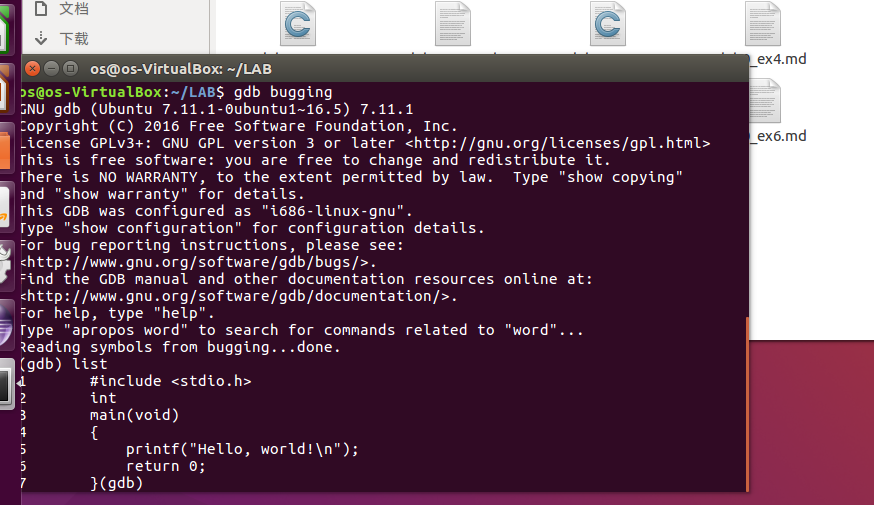 文档
下载
_ex4.md
_ex6.md
os@os-VirtualBox: ~/LAB
os@os-VirtualBox:~/LAB$ gdb bugging
GNU gdb (Ubuntu 7.11.1-0ubuntu1~16.5) 7.11.1
Copyright (C) 2016 Free Software Foundation, Inc.
License GPLv3+: GNU GPL version 3 or later <http://gnu.org/licenses/gpl.html>
This is free software: you are free to change and redistribute it.
There is NO WARRANTY, to the extent permitted by law.  Type "show copying"
and "show warranty" for details.
This GDB was configured as "i686-linux-gnu".
Type "show configuration" for configuration details.
For bug reporting instructions, please see:
<http://www.gnu.org/software/gdb/bugs/>.
Find the GDB manual and other documentation resources online at:
<http://www.gnu.org/software/gdb/documentation/>.
For help, type "help".
Type "apropos word" to search for commands related to "word"...
Reading symbols from bugging...done.
(gdb) list
1       #include <stdio.h>
2       int
3       main(void)
4       {
5           printf("Hello, world!\n");
6           return 0;
7       }(gdb)